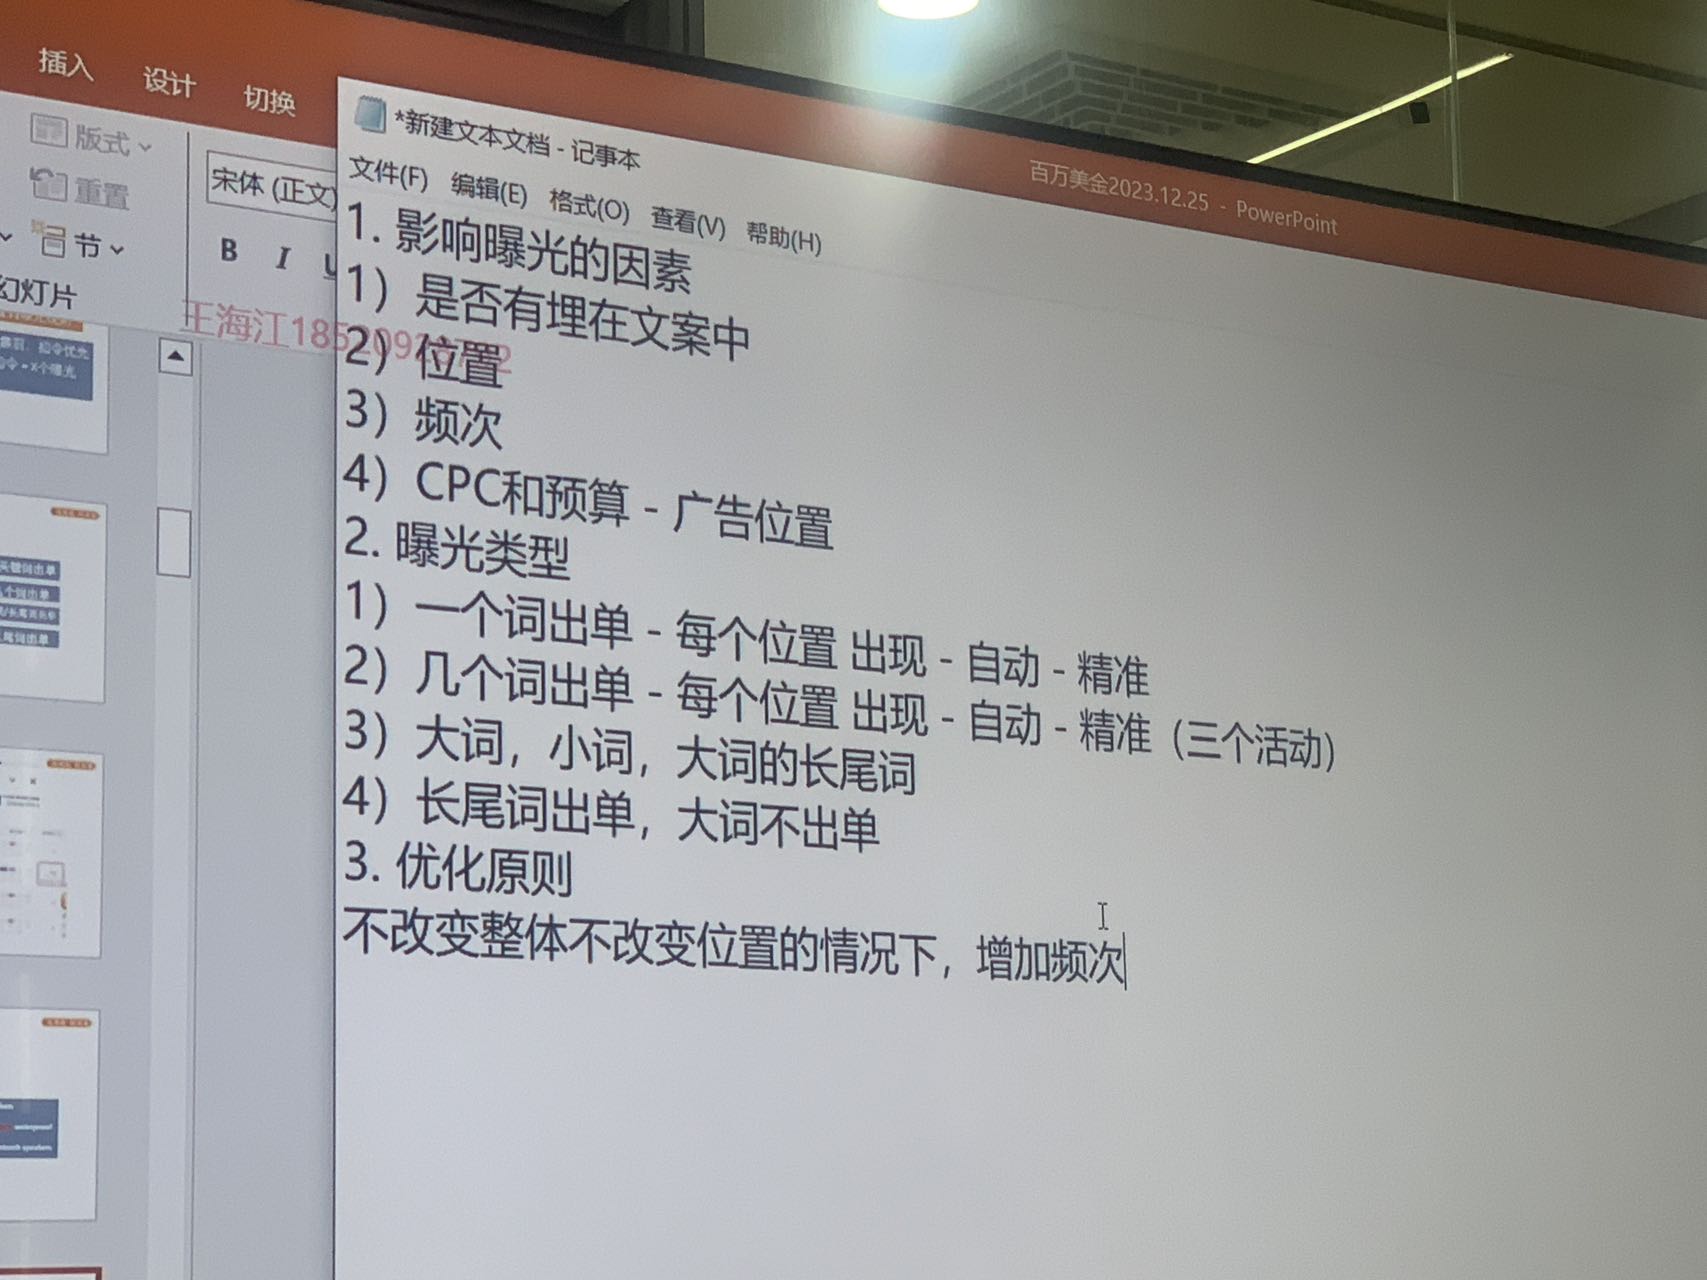 插入 设计 切换
版式
重置
节
幻灯片
宋体 (正文)
B I U
*新建文本文档 - 记事本
百万美金2023.12.25 - PowerPoint
文件(F) 编辑(E) 格式(O) 查看(V) 帮助(H)
1. 影响曝光的因素
1）是否有埋在文案中
2）位置
3）频次
4）CPC和预算 - 广告位置
2. 曝光类型
1）一个词出单 - 每个位置 出现 - 自动 - 精准
2）几个词出单 - 每个位置 出现 - 自动 - 精准（三个活动）
3）大词，小词，大词的长尾词
4）长尾词出单，大词不出单
3. 优化原则
不改变整体不改变位置的情况下，增加频次
王海江